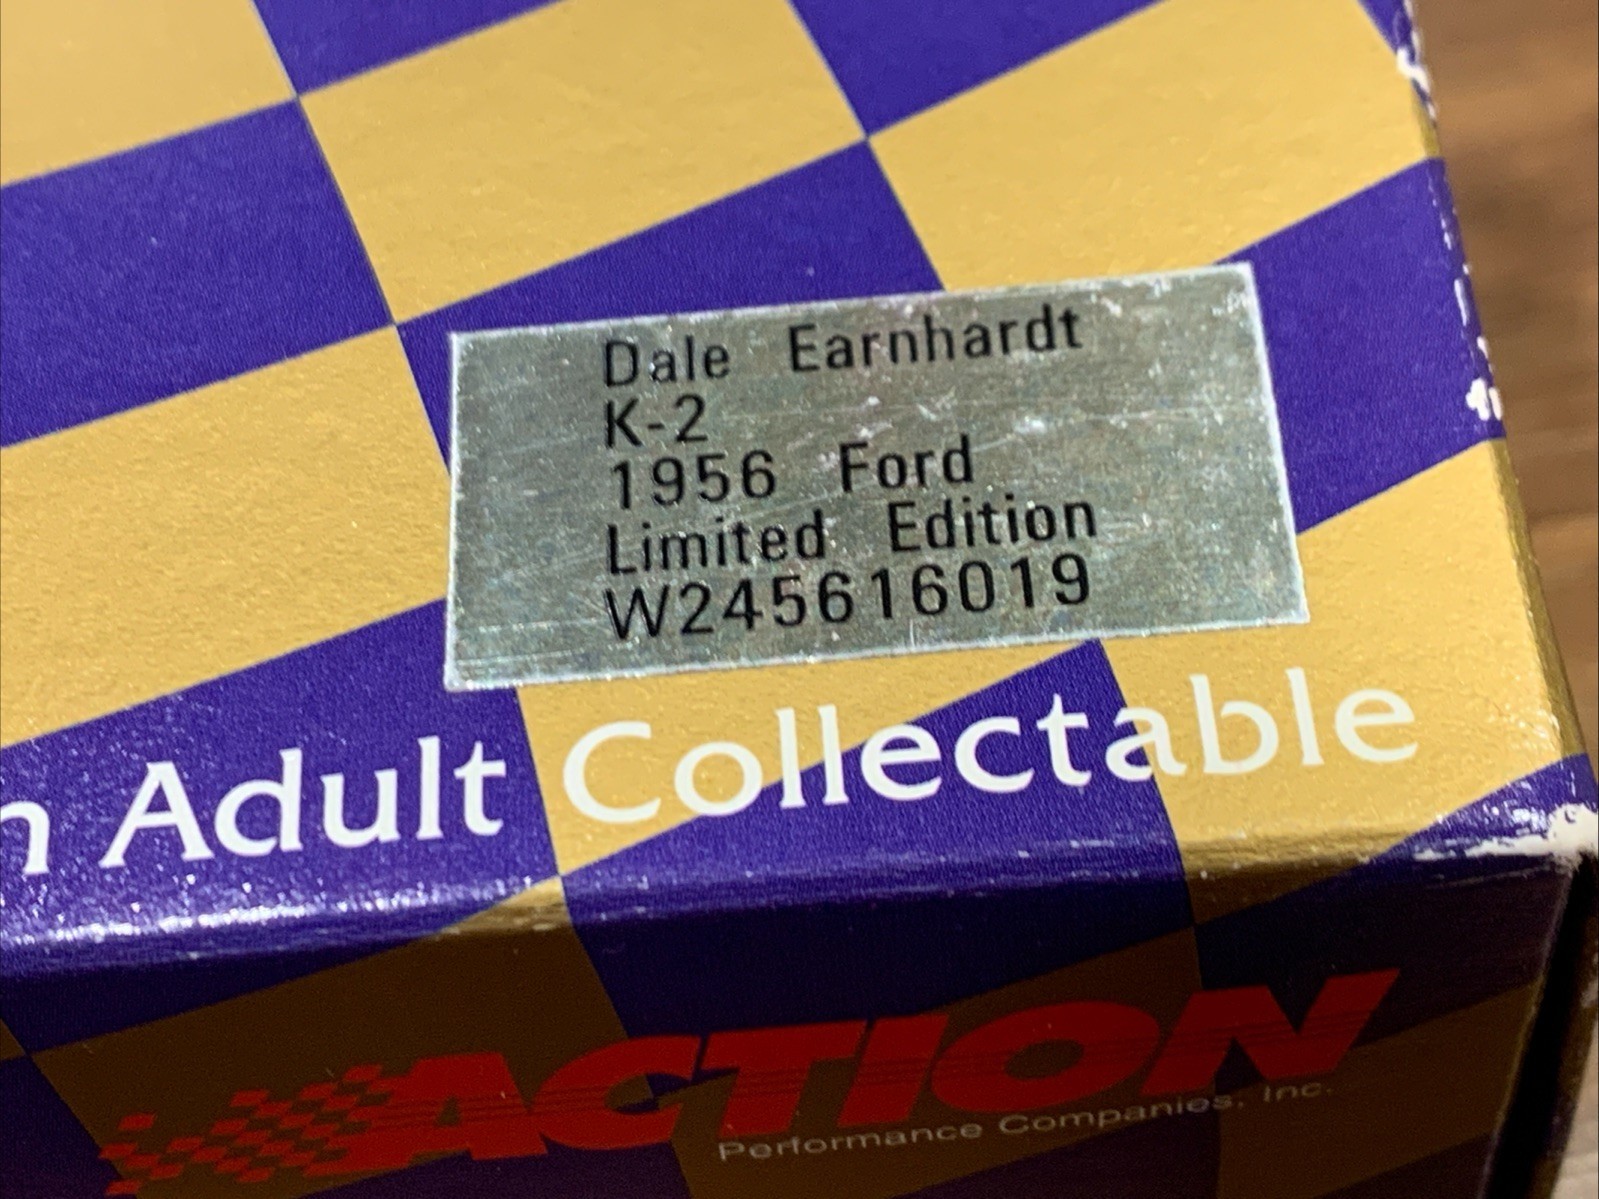 Dale Earnhardt
K-2
1956 Ford
Limited Edition
W245616019
Adult Collectable
ACTION
Performance Companies, Inc.